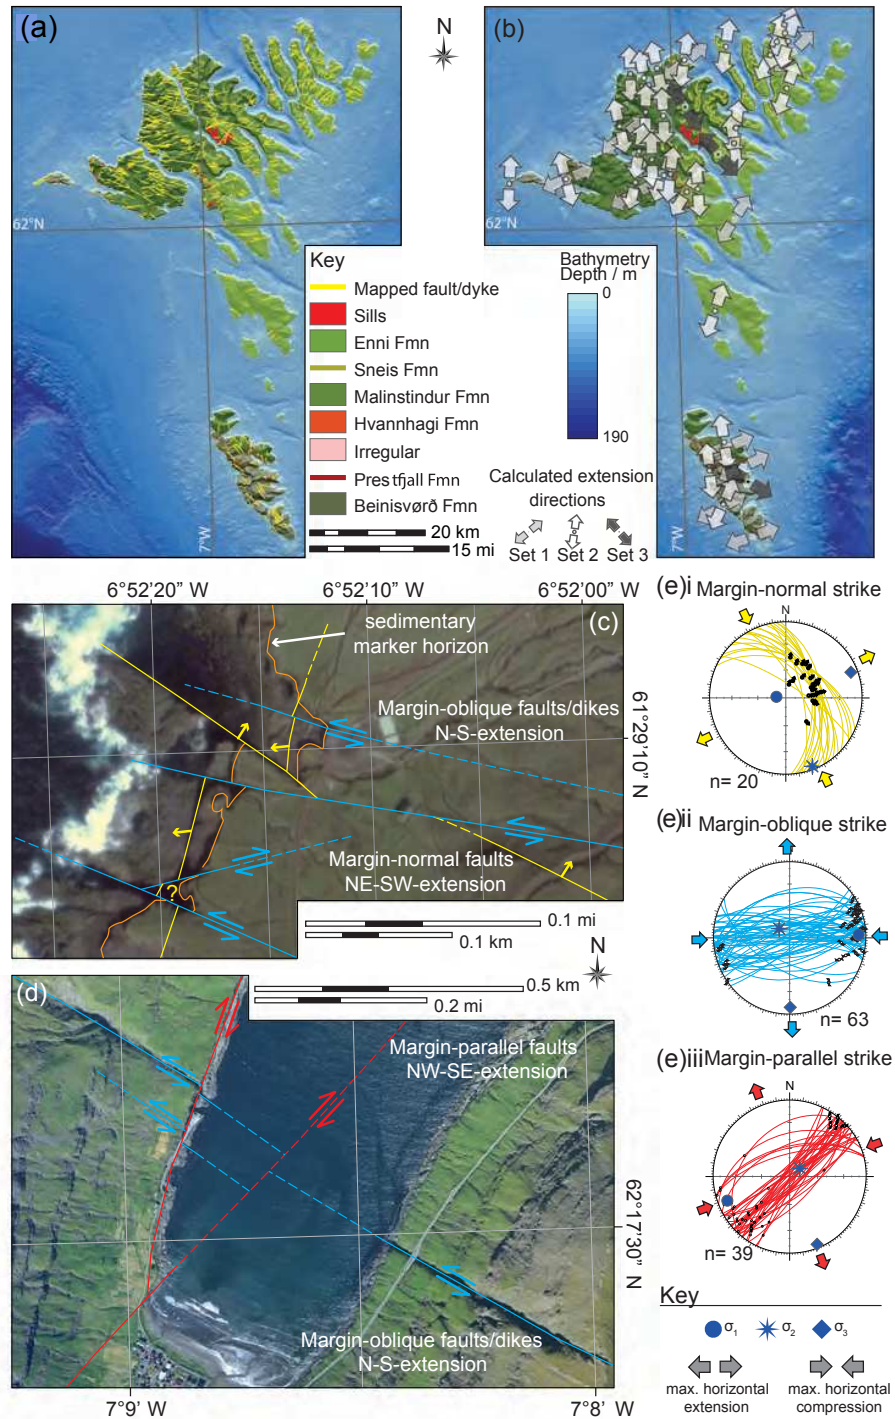 (a)
N
(b)
62°N
62°N
7°W
7°W
Key
Mapped fault/dyke
Sills
Enni Fmn
Sneis Fmn
Malinstindur Fmn
Hvannhagi Fmn
Irregular
Prestfjall Fmn
Beinisvørð Fmn
20 km
15 mi
Bathymetry
Depth / m
0
190
Calculated extension
directions
Set 1 Set 2 Set 3
6°52'20" W
6°52'10" W
6°52'00" W
(c)
sedimentary
marker horizon
Margin-oblique faults/dikes
N-S-extension
61°29'10" N
Margin-normal faults
NE-SW-extension
?
0.1 mi
0.1 km
N
(d)
0.5 km
0.2 mi
Margin-parallel faults
NW-SE-extension
62°17'30" N
Margin-oblique faults/dikes
N-S-extension
7°9' W
7°8' W
(e)i Margin-normal strike
N
n= 20
(e)ii Margin-oblique strike
n= 63
(e)iii Margin-parallel strike
N
n= 39
Key
σ1 σ2 σ3
max. horizontal
extension
max. horizontal
compression